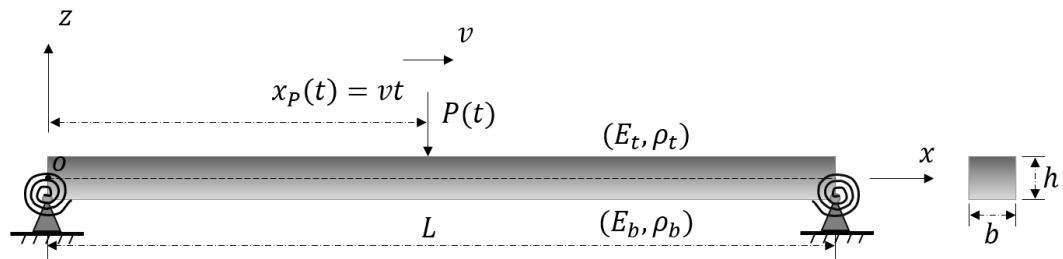 z
v
x_P(t) = vt
P(t)
(E_t, ρ_t)
o
x
h
L
(E_b, ρ_b)
b